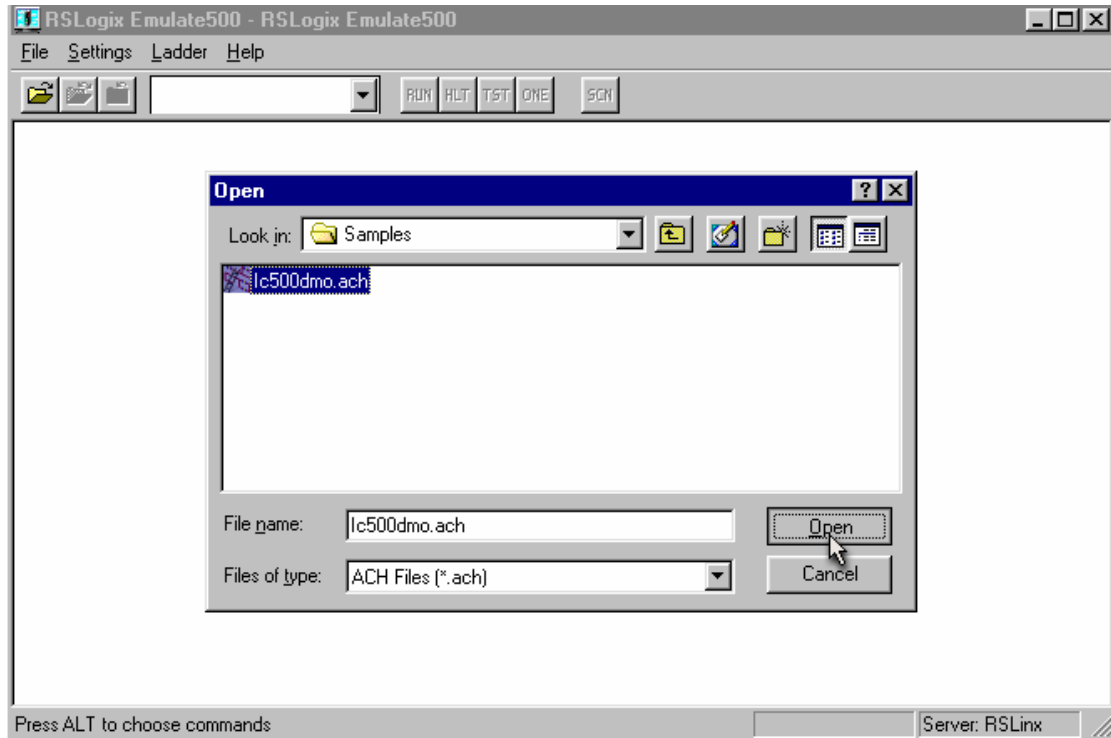 RSLogix Emulate500 - RSLogix Emulate500
File Settings Ladder Help
RUN HLT TST ONE SCN
Open
Look in: Samples
lc500dmo.ach
File name: lc500dmo.ach
Open
Files of type: ACH Files (*.ach)
Cancel
Press ALT to choose commands
Server: RSLinx